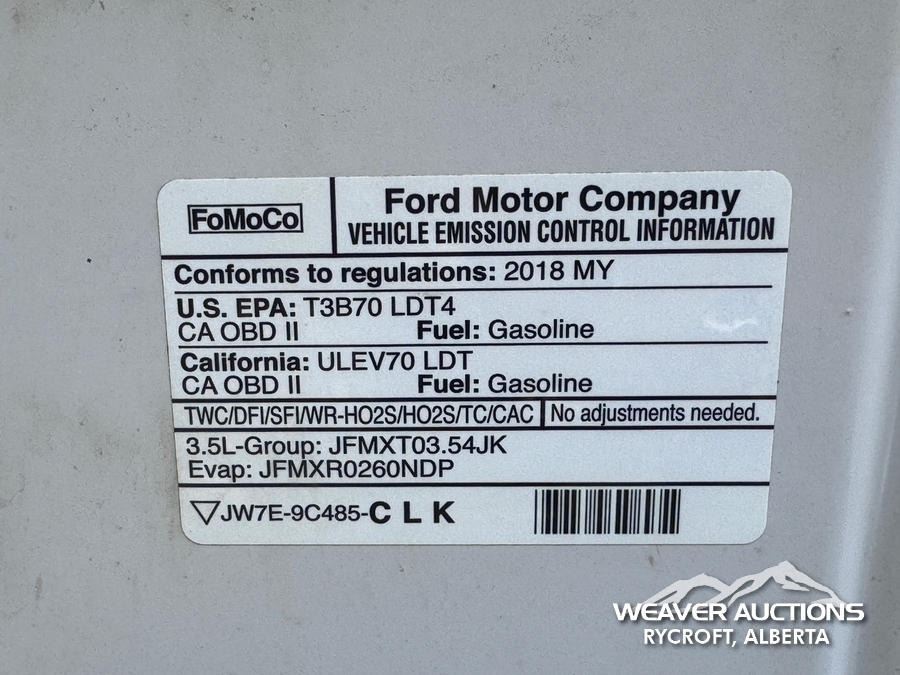 FoMoCo
Ford Motor Company
VEHICLE EMISSION CONTROL INFORMATION
Conforms to regulations: 2018 MY
U.S. EPA: T3B70 LDT4
CA OBD II Fuel: Gasoline
California: ULEV70 LDT
CA OBD II Fuel: Gasoline
TWC/DFI/SFI/WR-HO2S/HO2S/TC/CAC No adjustments needed.
3.5L-Group: JFMXT03.54JK
Evap: JFMXR0260NDP
JW7E-9C485-C L K
WEAVER AUCTIONS
RYCROFT, ALBERTA